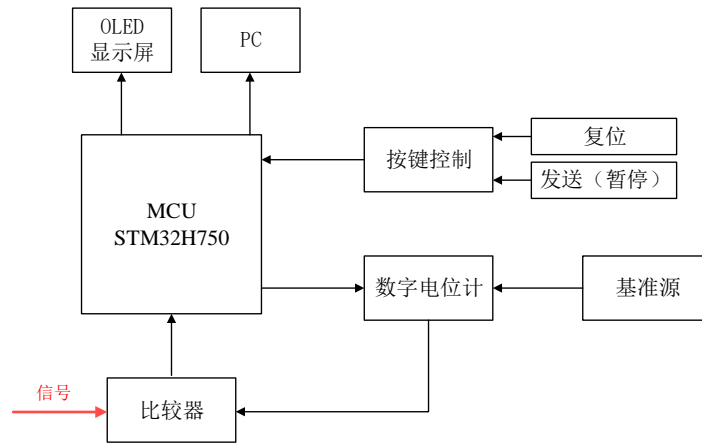 OLED
显示屏
PC
复位
按键控制
发送（暂停）
MCU
STM32H750
数字电位计
基准源
信号
比较器